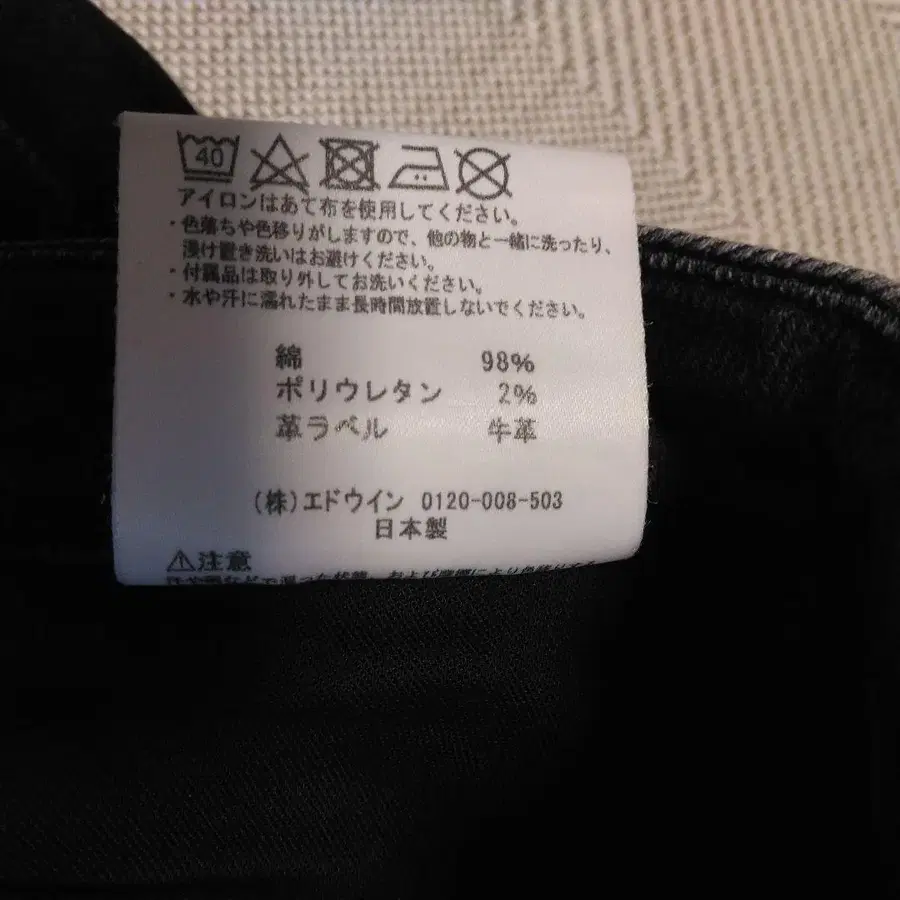 40
アイロンはあて布を使用してください。
・色落ちや色移りがしますので、他の物と一緒に洗ったり、
浸け置き洗いはお避けください。
・付属品は取り外してお洗いください。
・水や汗に濡れたまま長時間放置しないでください。
綿 98%
ポリウレタン 2%
革ラベル 牛革
(株)エドウイン 0120-008-503
日本製
⚠注意